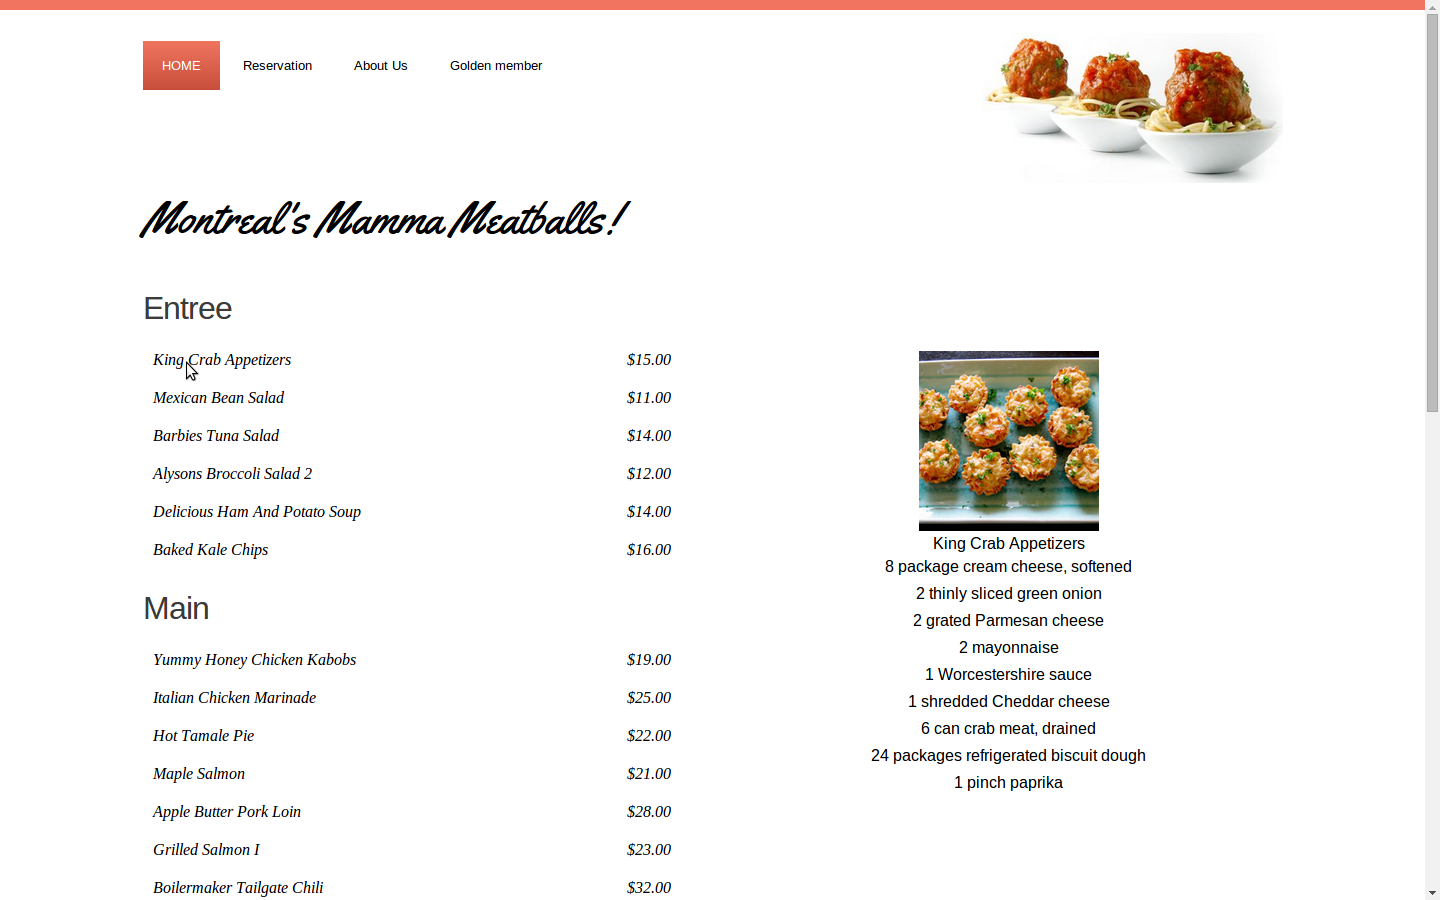 HOME Reservation About Us Golden member
Montreal's Mamma Meatballs!
Entree
King Crab Appetizers $15.00
Mexican Bean Salad $11.00
Barbies Tuna Salad $14.00
Alysons Broccoli Salad 2 $12.00
Delicious Ham And Potato Soup $14.00
Baked Kale Chips $16.00
Main
Yummy Honey Chicken Kabobs $19.00
Italian Chicken Marinade $25.00
Hot Tamale Pie $22.00
Maple Salmon $21.00
Apple Butter Pork Loin $28.00
Grilled Salmon I $23.00
Boilermaker Tailgate Chili $32.00
King Crab Appetizers
8 package cream cheese, softened
2 thinly sliced green onion
2 grated Parmesan cheese
2 mayonnaise
1 Worcestershire sauce
1 shredded Cheddar cheese
6 can crab meat, drained
24 packages refrigerated biscuit dough
1 pinch paprika